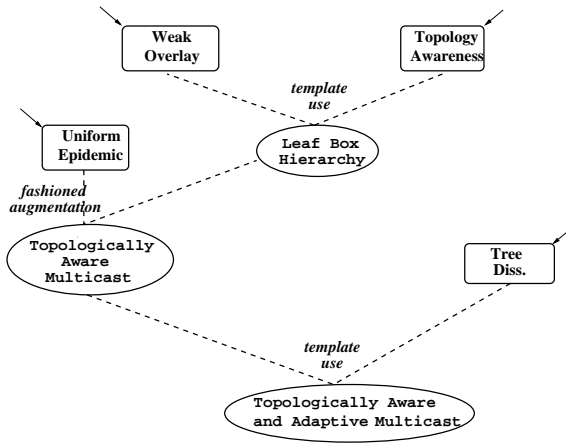 Weak
Overlay
Topology
Awareness
template
use
Uniform
Epidemic
Leaf Box
Hierarchy
fashioned
augmentation
Topologically
Aware
Multicast
Tree
Diss.
template
use
Topologically Aware
and Adaptive Multicast